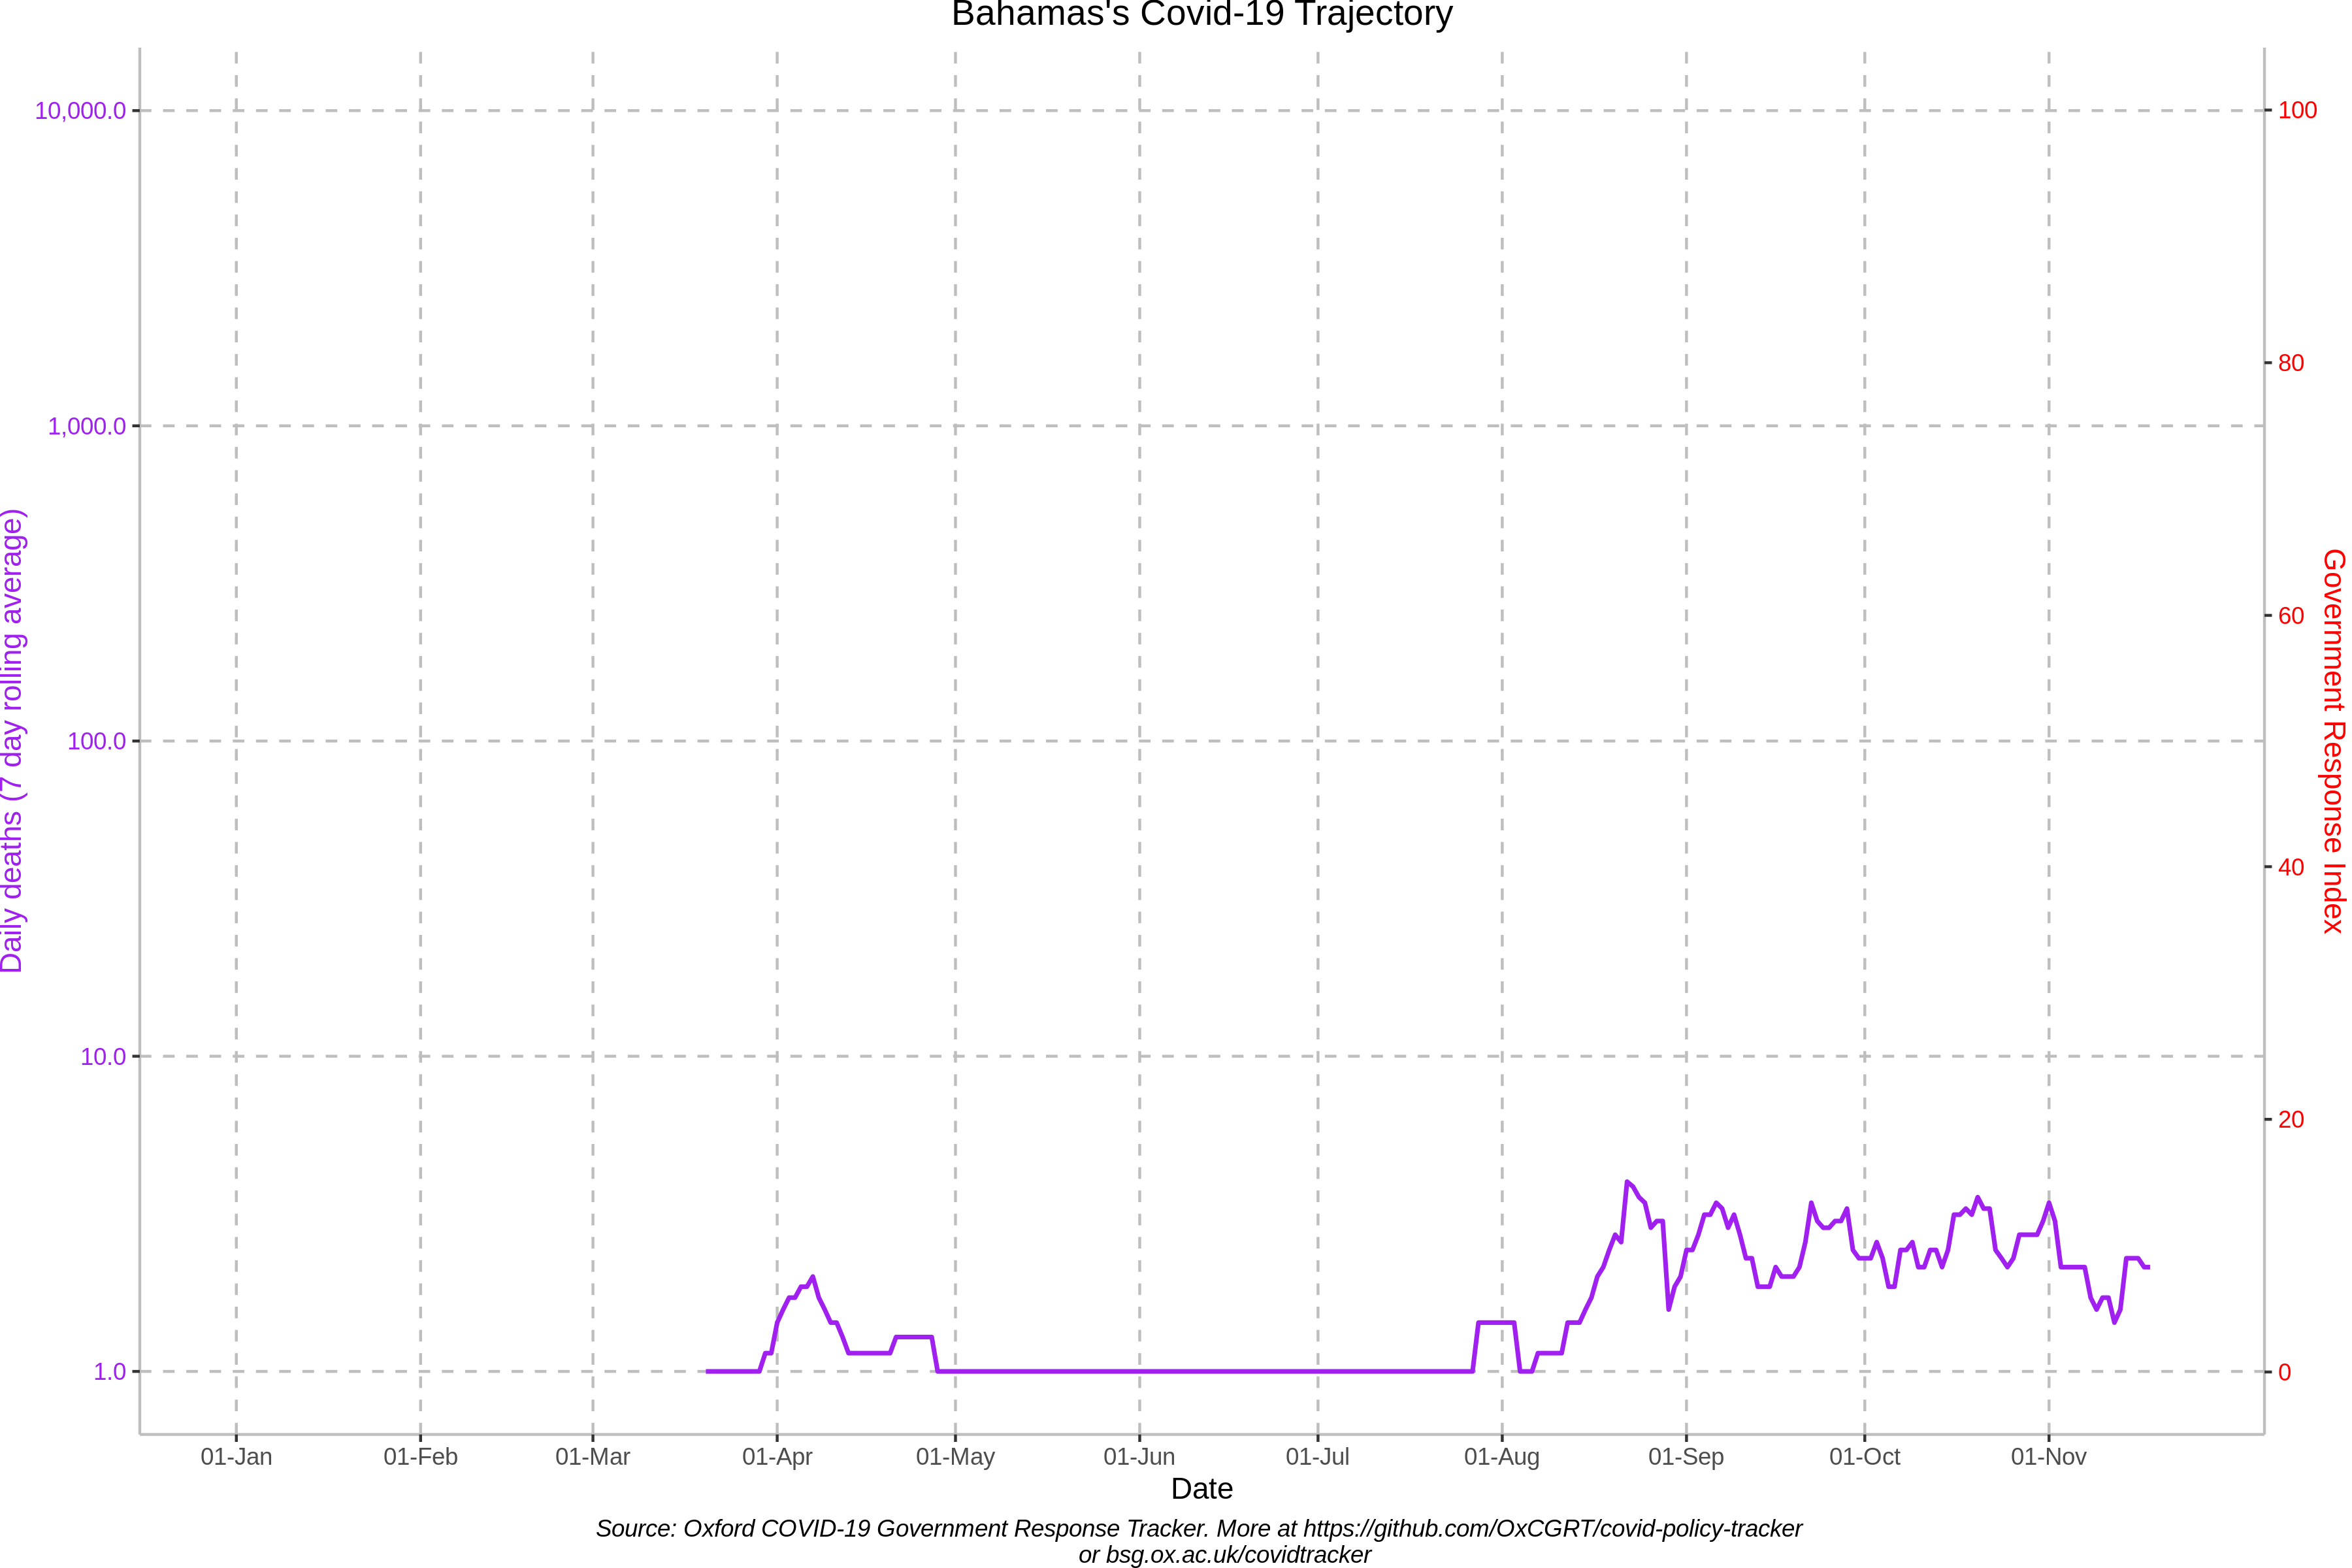 Bahamas's Covid-19 Trajectory
10,000.0
1,000.0
100.0
10.0
1.0
Daily deaths (7 day rolling average)
100
80
60
40
20
0
Government Response Index
01-Jan 01-Feb 01-Mar 01-Apr 01-May 01-Jun 01-Jul 01-Aug 01-Sep 01-Oct 01-Nov
Date
Source: Oxford COVID-19 Government Response Tracker. More at https://github.com/OxCGRT/covid-policy-tracker
or bsg.ox.ac.uk/covidtracker